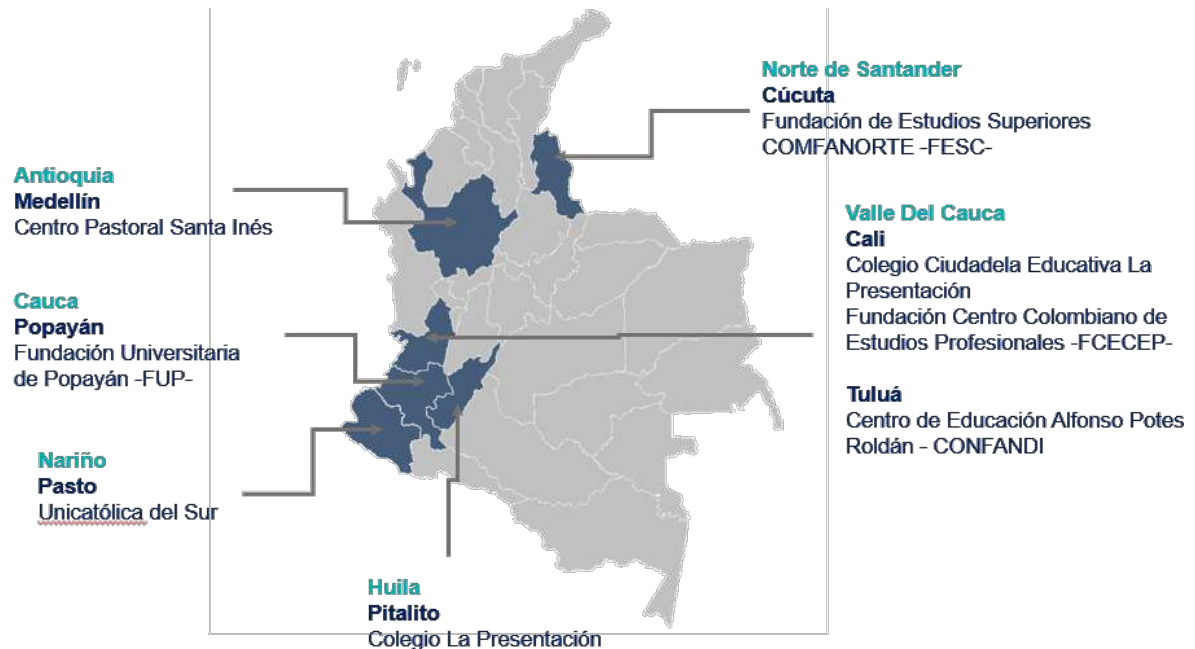 Norte de Santander
Cúcuta
Fundación de Estudios Superiores
COMFANORTE -FESC-
Antioquia
Medellín
Centro Pastoral Santa Inés
Valle Del Cauca
Cali
Colegio Ciudadela Educativa La
Presentación
Fundación Centro Colombiano de
Estudios Profesionales -FCECEP-
Tuluá
Centro de Educación Alfonso Potes
Roldán - CONFANDI
Cauca
Popayán
Fundación Universitaria
de Popayán -FUP-
Nariño
Pasto
Unicatólica del Sur
Huila
Pitalito
Colegio La Presentación